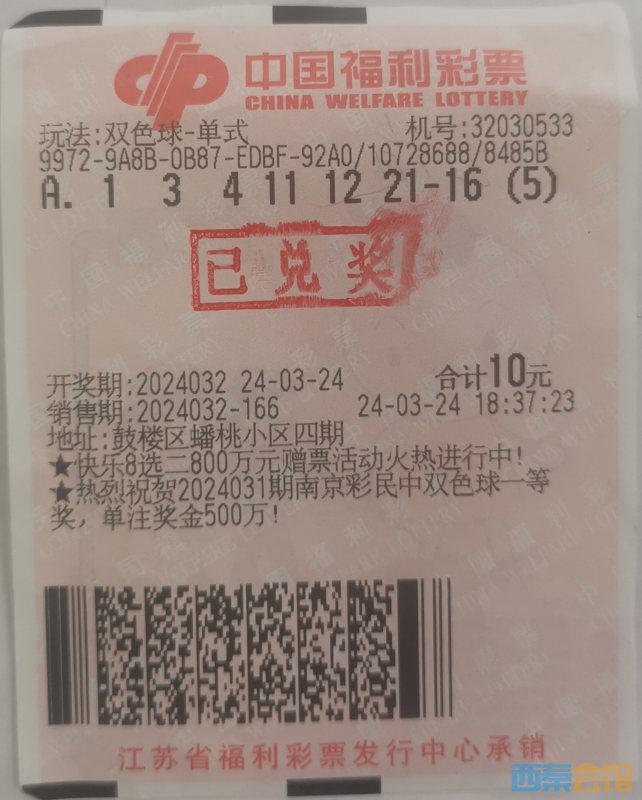 中国福利彩票
CHINA WELFARE LOTTERY
玩法:双色球-单式 机号:32030533
9972-9A8B-0B87-EDBF-92A0/10728688/8485B
A. 1 3 4 11 12 21-16 (5)
已兑奖
开奖期:2024032 24-03-24 合计10元
销售期:2024032-166 24-03-24 18:37:23
地址:鼓楼区蟠桃小区四期
★快乐8选二800万元赠票活动火热进行中!
★热烈祝贺2024031期南京彩民中双色球一等
奖，单注奖金500万!
江苏省福利彩票发行中心承销
西秦会馆